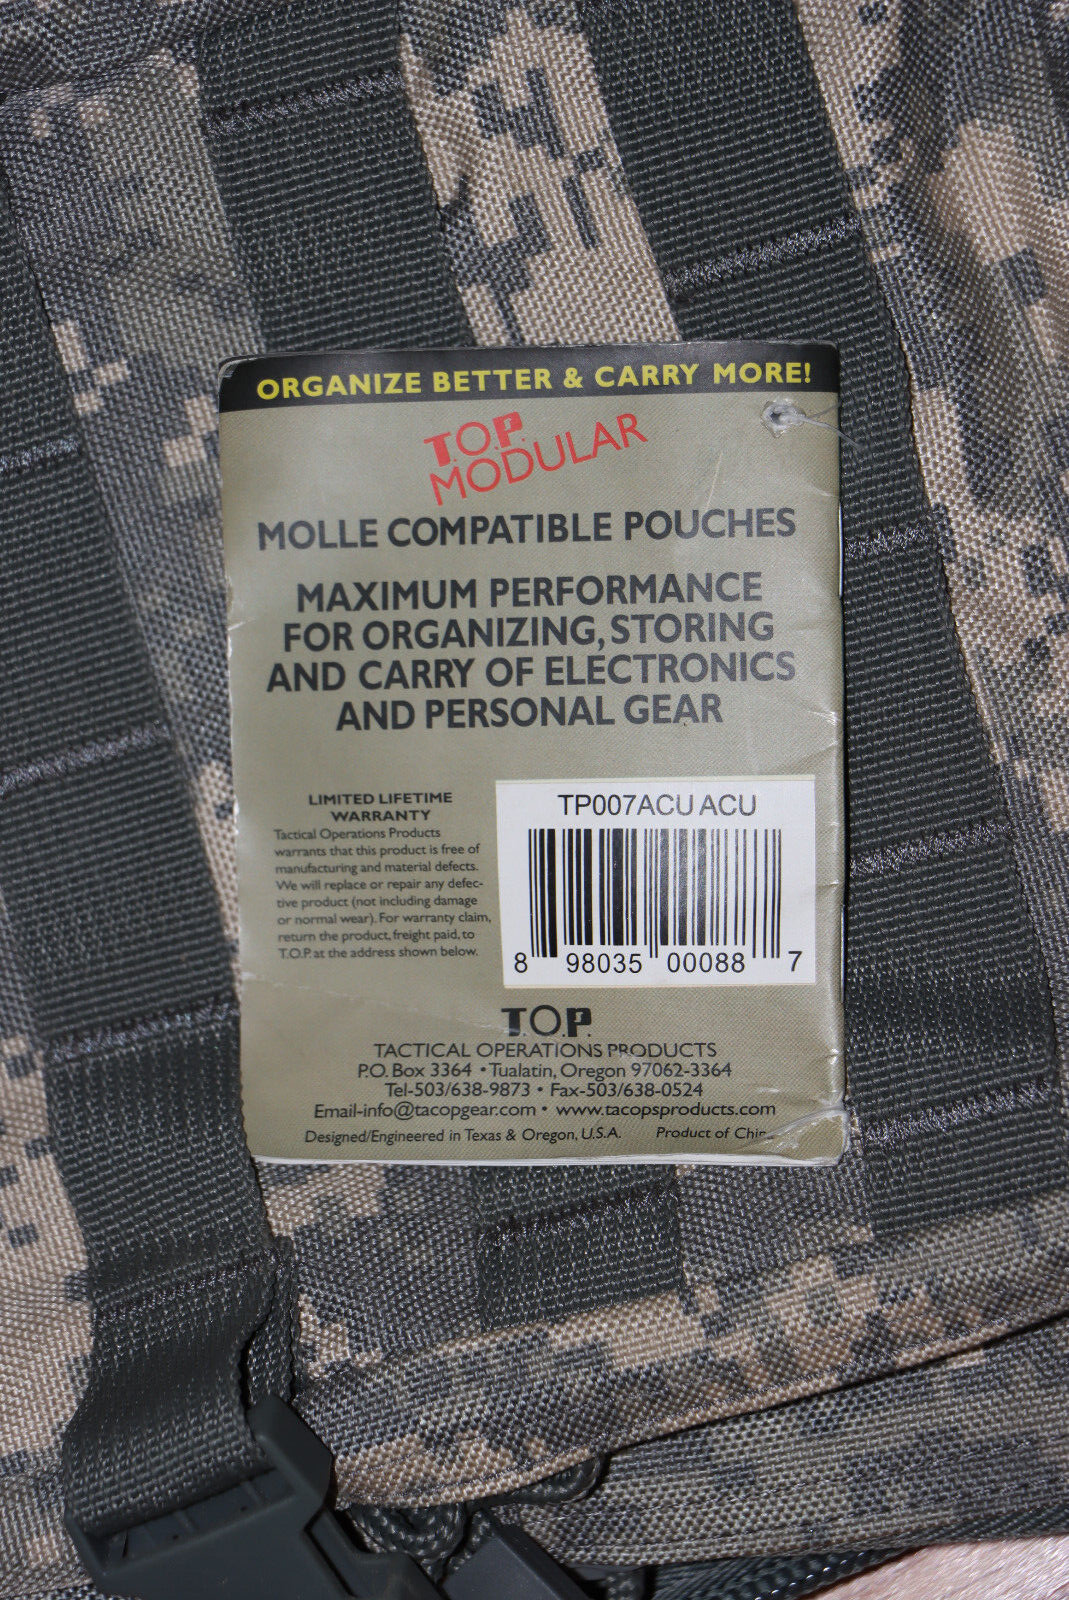 ORGANIZE BETTER & CARRY MORE!
T.O.P.
MODULAR
MOLLE COMPATIBLE POUCHES
MAXIMUM PERFORMANCE
FOR ORGANIZING, STORING
AND CARRY OF ELECTRONICS
AND PERSONAL GEAR
LIMITED LIFETIME
WARRANTY
Tactical Operations Products
warrants that this product is free of
manufacturing and material defects.
We will replace or repair any defec-
tive product (not including damage
or normal wear). For warranty claim,
return the product, freight paid, to
T.O.P. at the address shown below.
TP007ACU ACU
8 98035 00088 7
T.O.P.
TACTICAL OPERATIONS PRODUCTS
P.O. Box 3364 • Tualatin, Oregon 97062-3364
Tel-503/638-9873 • Fax-503/638-0524
Email-info@tacopgear.com • www.tacopsproducts.com
Designed/Engineered in Texas & Oregon, U.S.A. Product of China